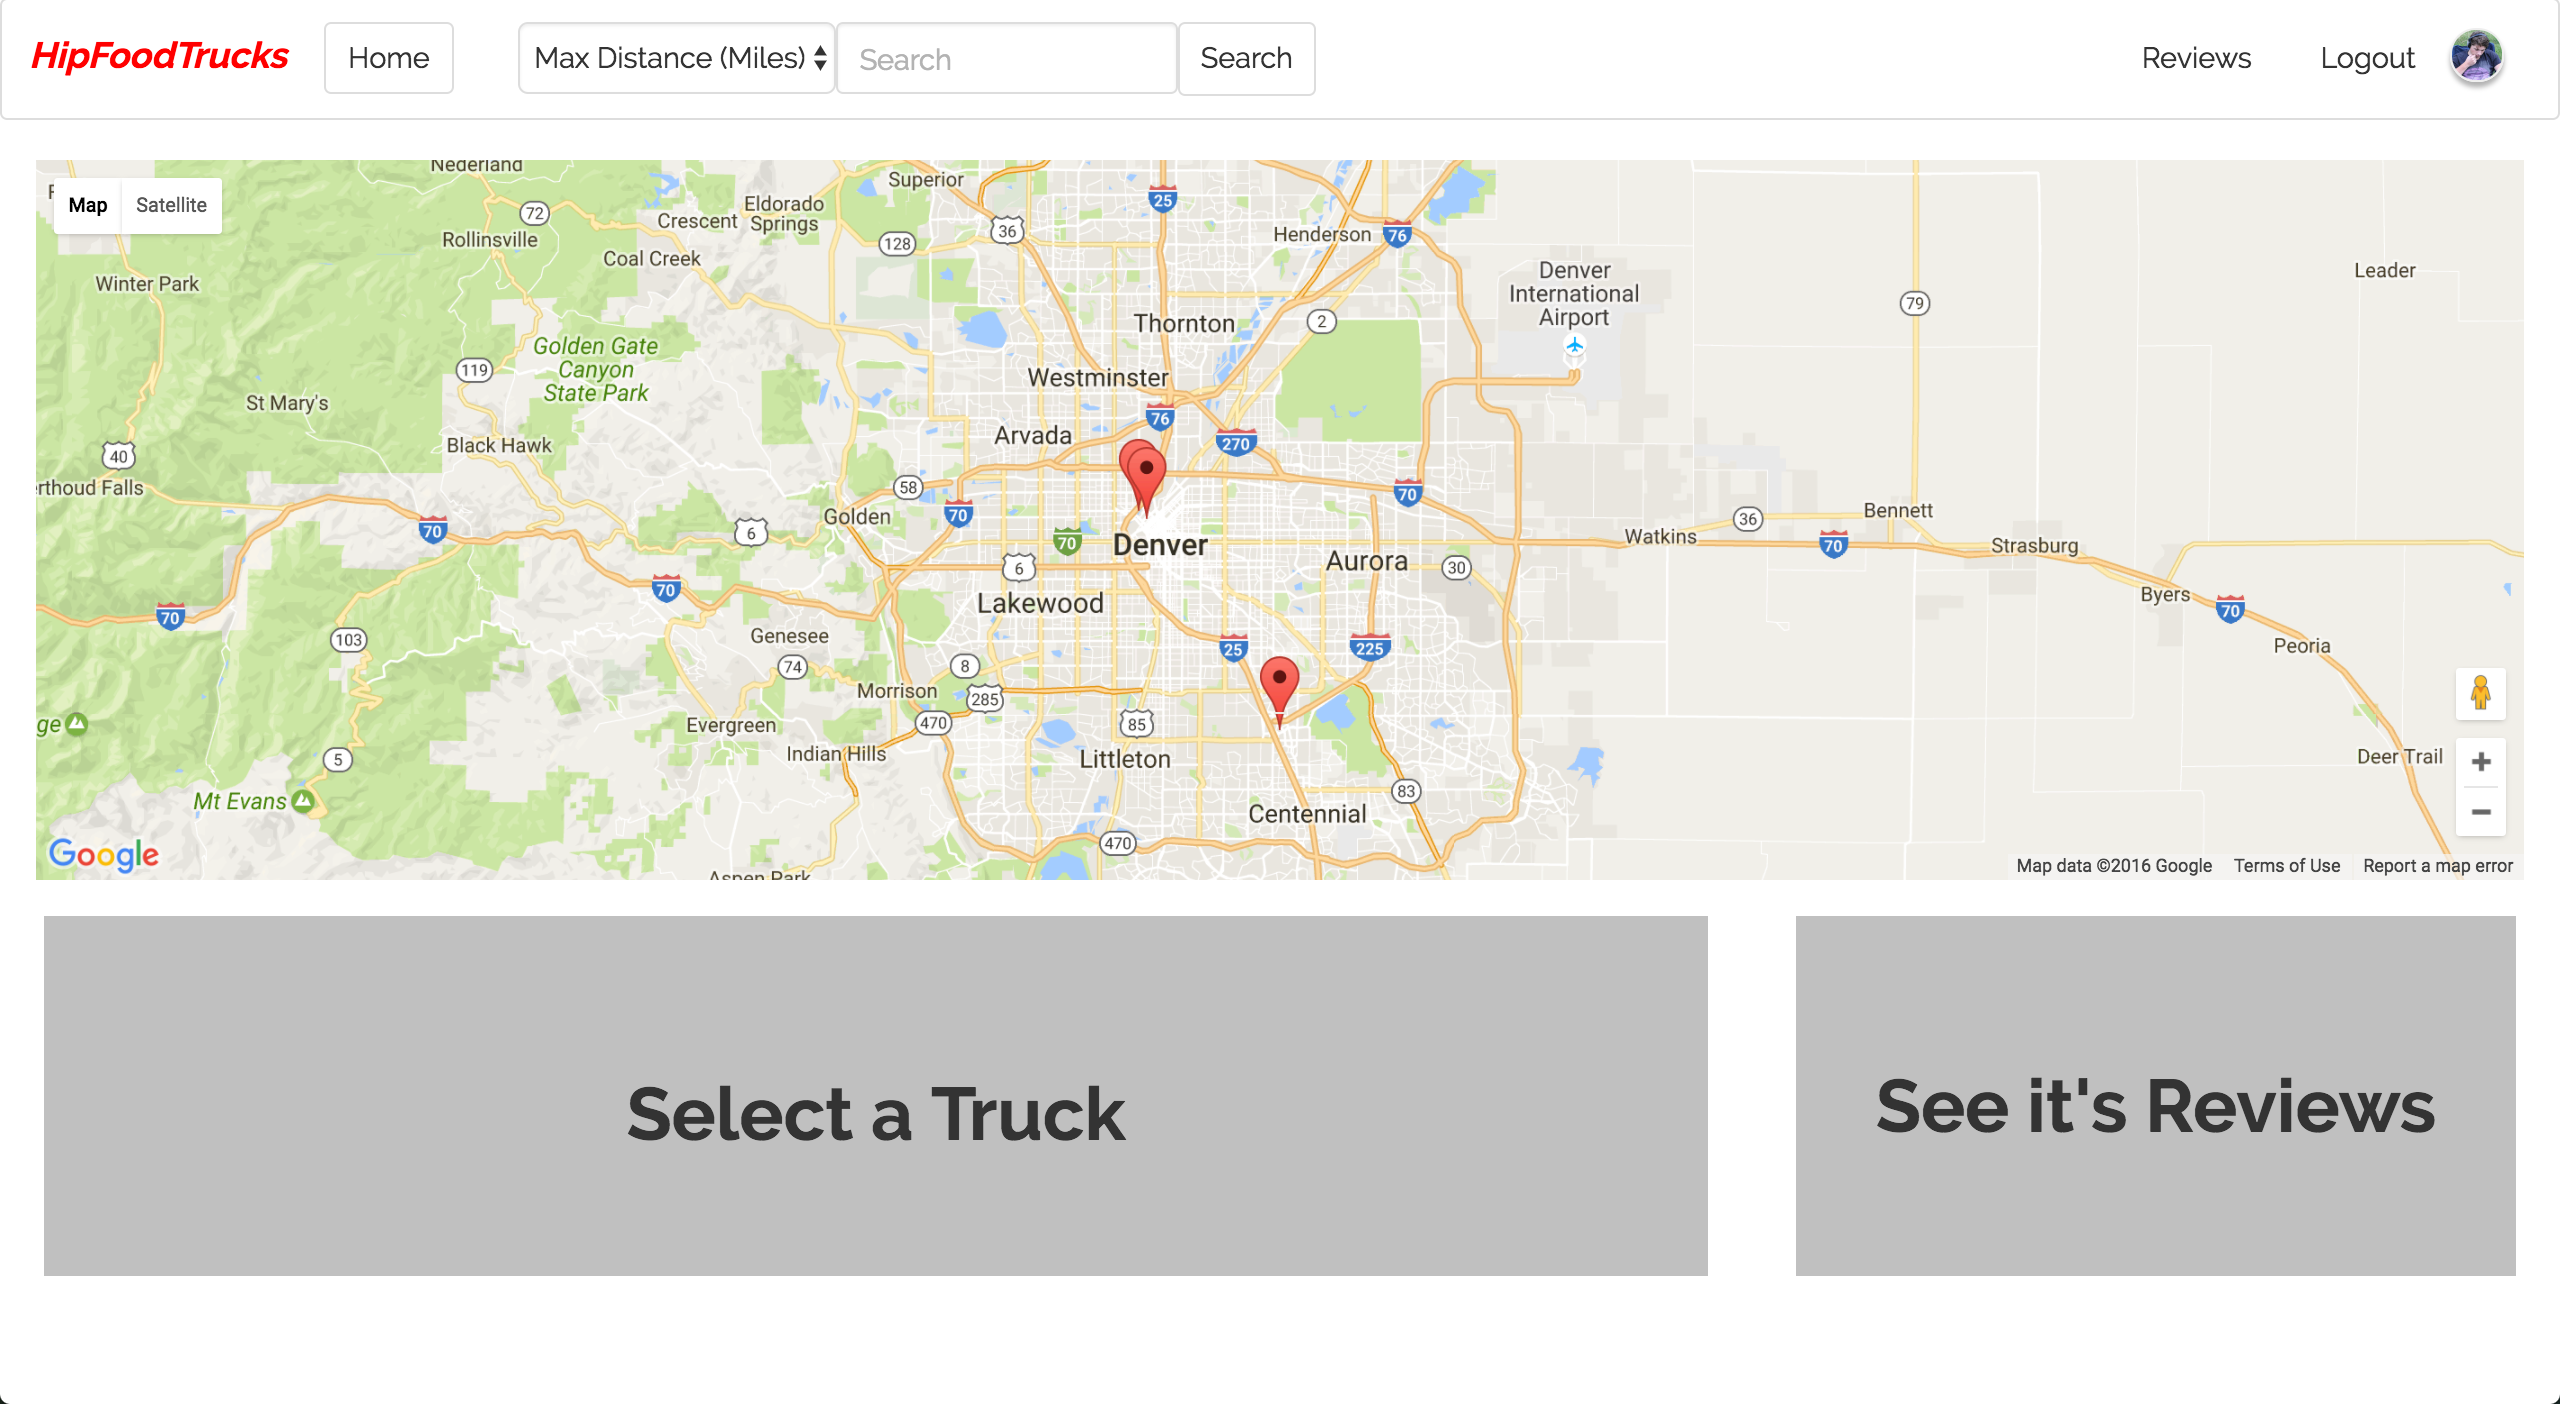 HipFoodTrucks
Home
Max Distance (Miles)
Search
Search
Reviews
Logout
Map
Satellite
Nederland
72
Rollinsville
Crescent
Eldorado
Springs
Coal Creek
Winter Park
Superior
128
36
25
Henderson
76
Denver
International
Airport
79
Leader
Thornton
2
Golden Gate
Canyon
State Park
119
St Mary's
Westminster
76
Arvada
270
Black Hawk
40
erthoud Falls
58
70
70
Golden
6
70
70
Denver
6
Aurora
30
Watkins
36
Bennett
70
Strasburg
Byers
70
Peoria
Lakewood
70
70
103
Genesee
74
8
25
225
Morrison
285
470
85
Evergreen
Indian Hills
ge
5
Mt Evans
Littleton
Centennial
83
470
Deer Trail
Aspen Park
Google
Map data ©2016 Google
Terms of Use
Report a map error
Select a Truck
See it's Reviews